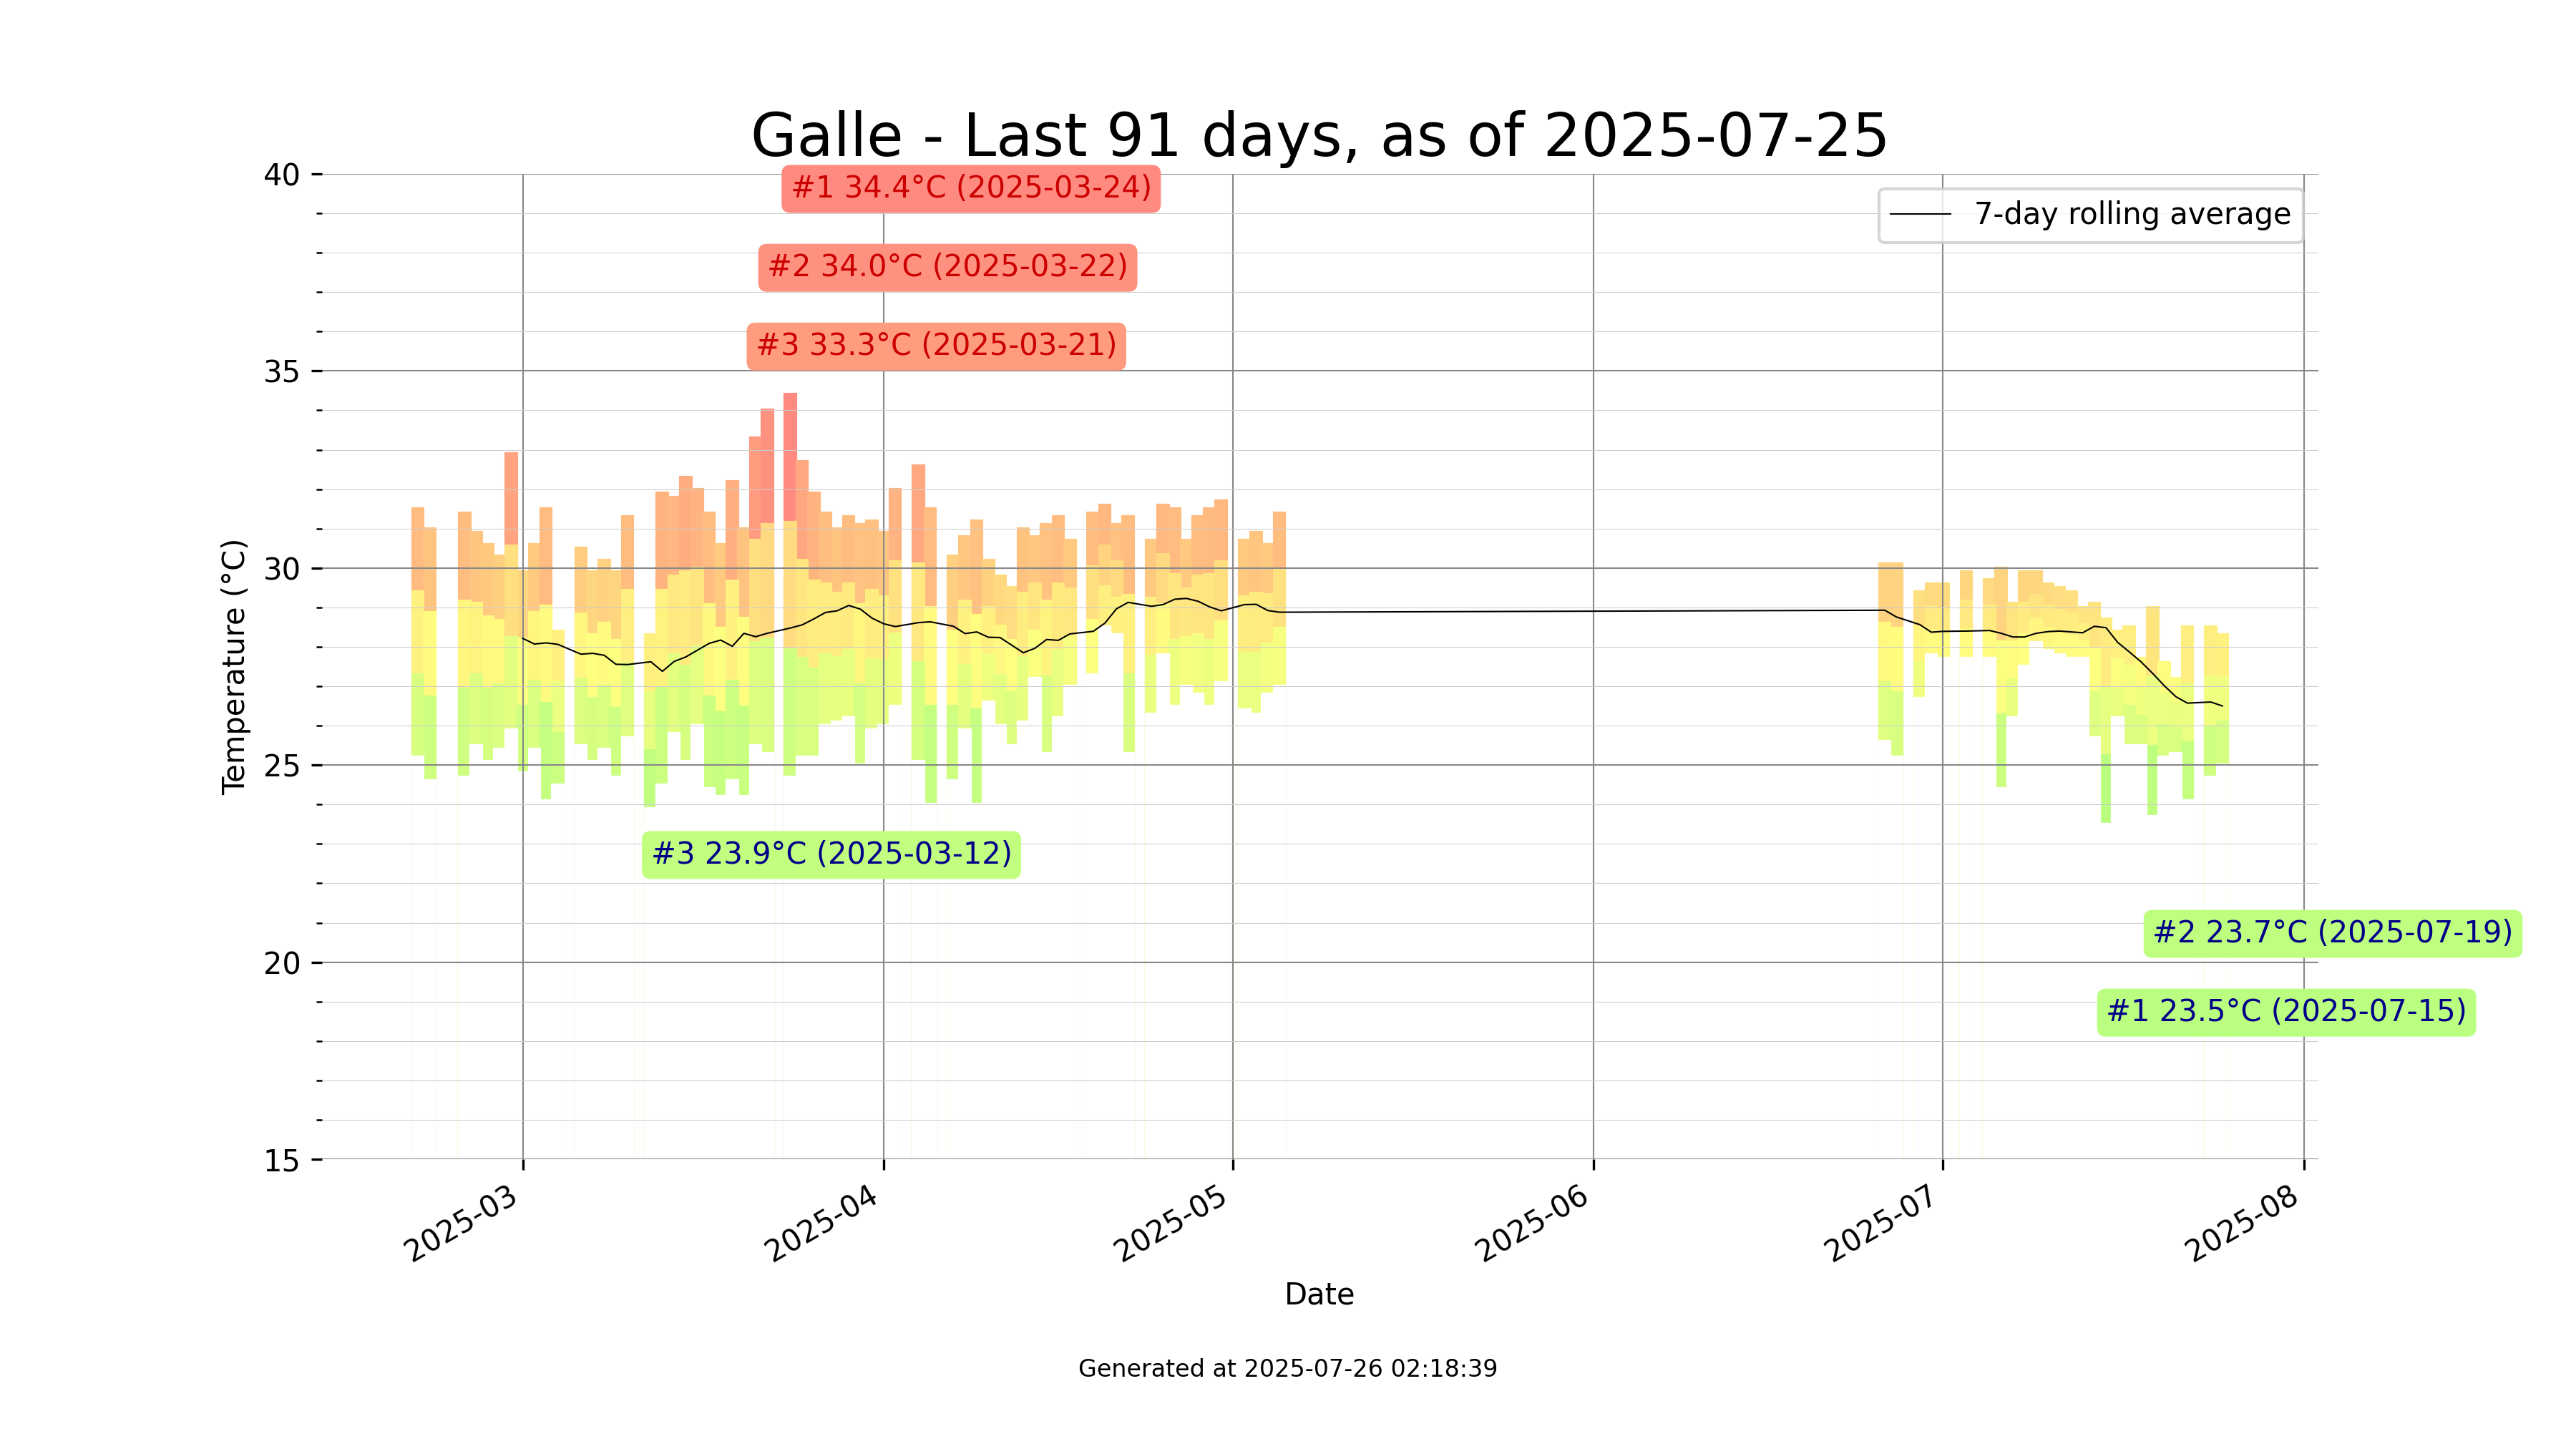 Galle - Last 91 days, as of 2025-07-25
40
#1 34.4°C (2025-03-24)
7-day rolling average
#2 34.0°C (2025-03-22)
#3 33.3°C (2025-03-21)
35
30
Temperature (°C)
25
#3 23.9°C (2025-03-12)
#2 23.7°C (2025-07-19)
20
#1 23.5°C (2025-07-15)
15
2025-03
2025-04
2025-05
2025-06
2025-07
2025-08
Date
Generated at 2025-07-26 02:18:39